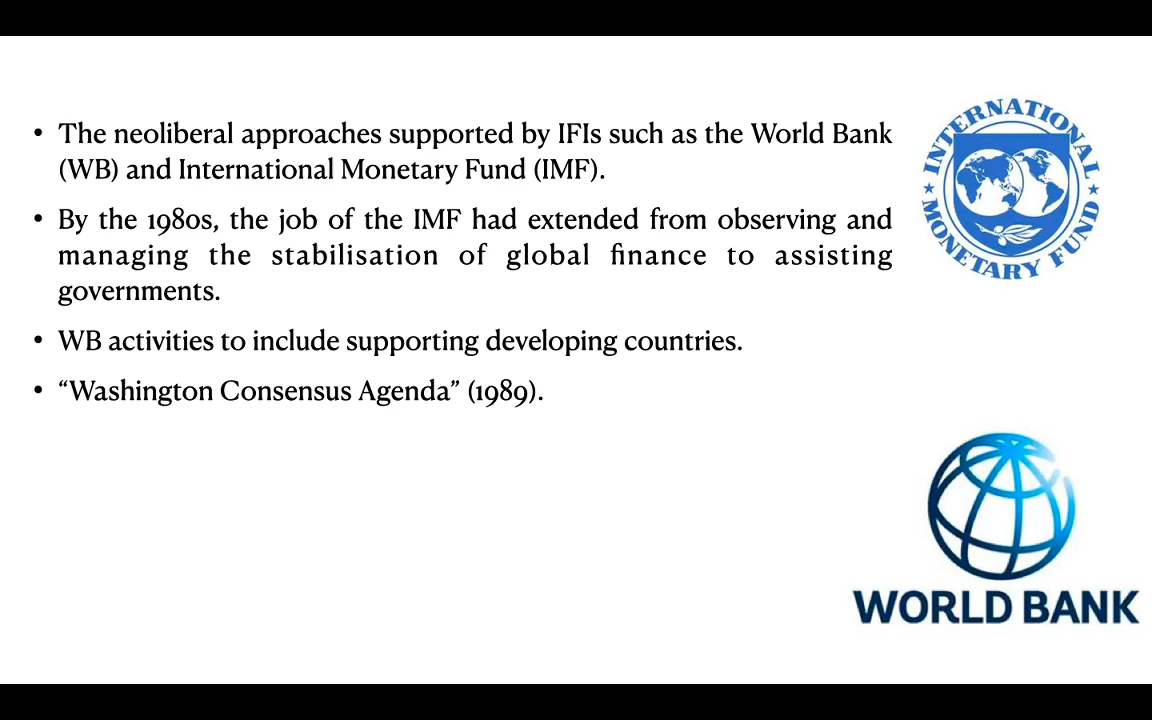 • The neoliberal approaches supported by IFIs such as the World Bank
(WB) and International Monetary Fund (IMF).
• By the 1980s, the job of the IMF had extended from observing and
managing the stabilisation of global finance to assisting
governments.
• WB activities to include supporting developing countries.
• “Washington Consensus Agenda” (1989).
INTERNATIONAL
MONETARY FUND
WORLD BANK